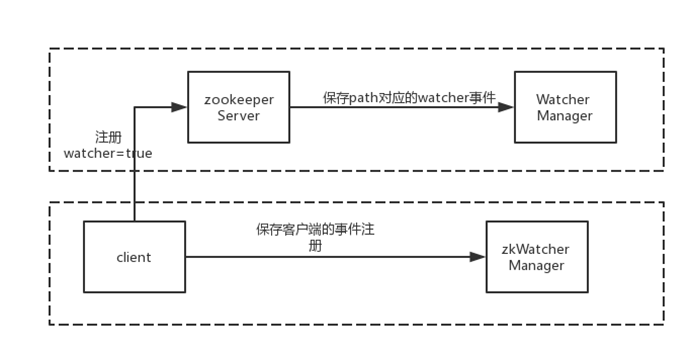 zookeeper
Server
保存path对应的watcher事件
Watcher
Manager
注册
watcher=true
client
保存客户端的事件注
册
zkWatcher
Manager